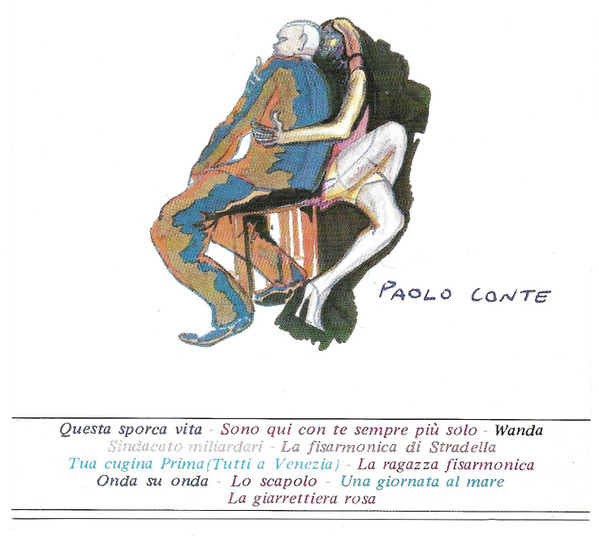 PAOLO CONTE
Questa sporca vita - Sono qui con te sempre più solo - Wanda
Sindacato miliardari - La fisarmonica di Stradella
Tua cugina Prima(Tutti a Venezia) - La ragazza fisarmonica
Onda su onda - Lo scapolo - Una giornata al mare
La giarrettiera rosa